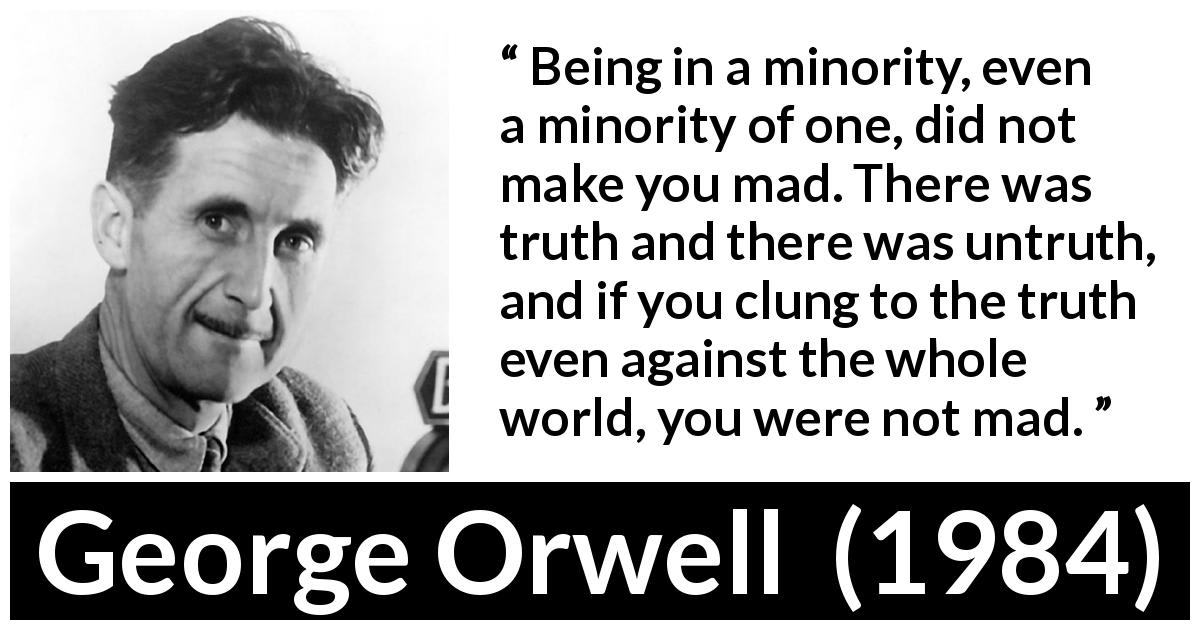 “ Being in a minority, even
a minority of one, did not
make you mad. There was
truth and there was untruth,
and if you clung to the truth
even against the whole
world, you were not mad. ”
George Orwell (1984)